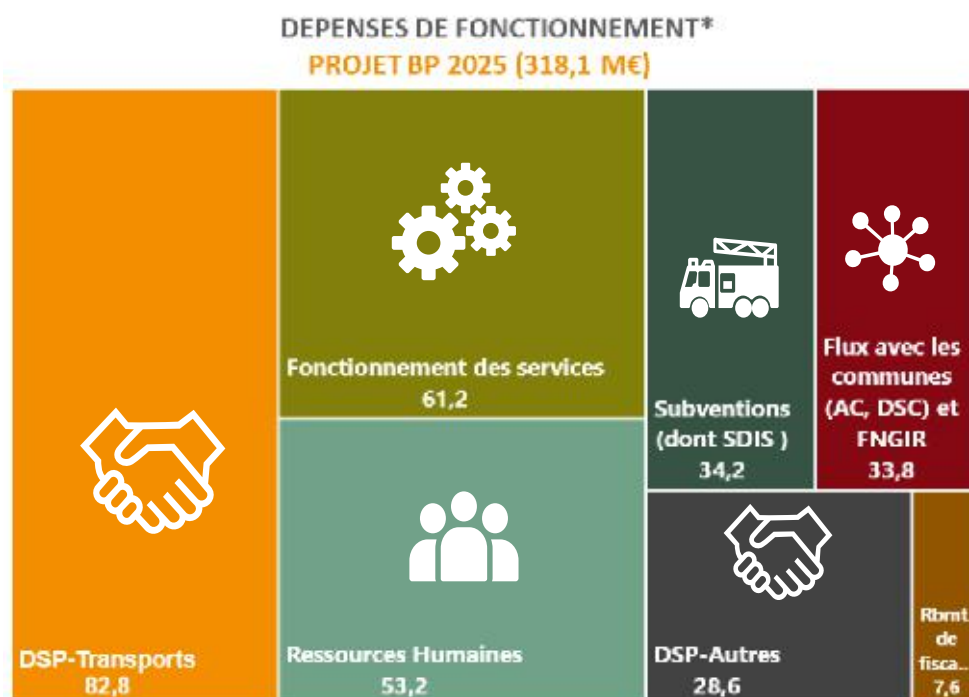 DEPENSES DE FONCTIONNEMENT*
PROJET BP 2025 (318,1 M€)
DSP-Transports
82,8
Fonctionnement des services
61,2
Ressources Humaines
53,2
Subventions
(dont SDIS )
34,2
Flux avec les
communes
(AC, DSC) et
FNGIR
33,8
DSP-Autres
28,6
Rbmt
de
fisca...
7,6